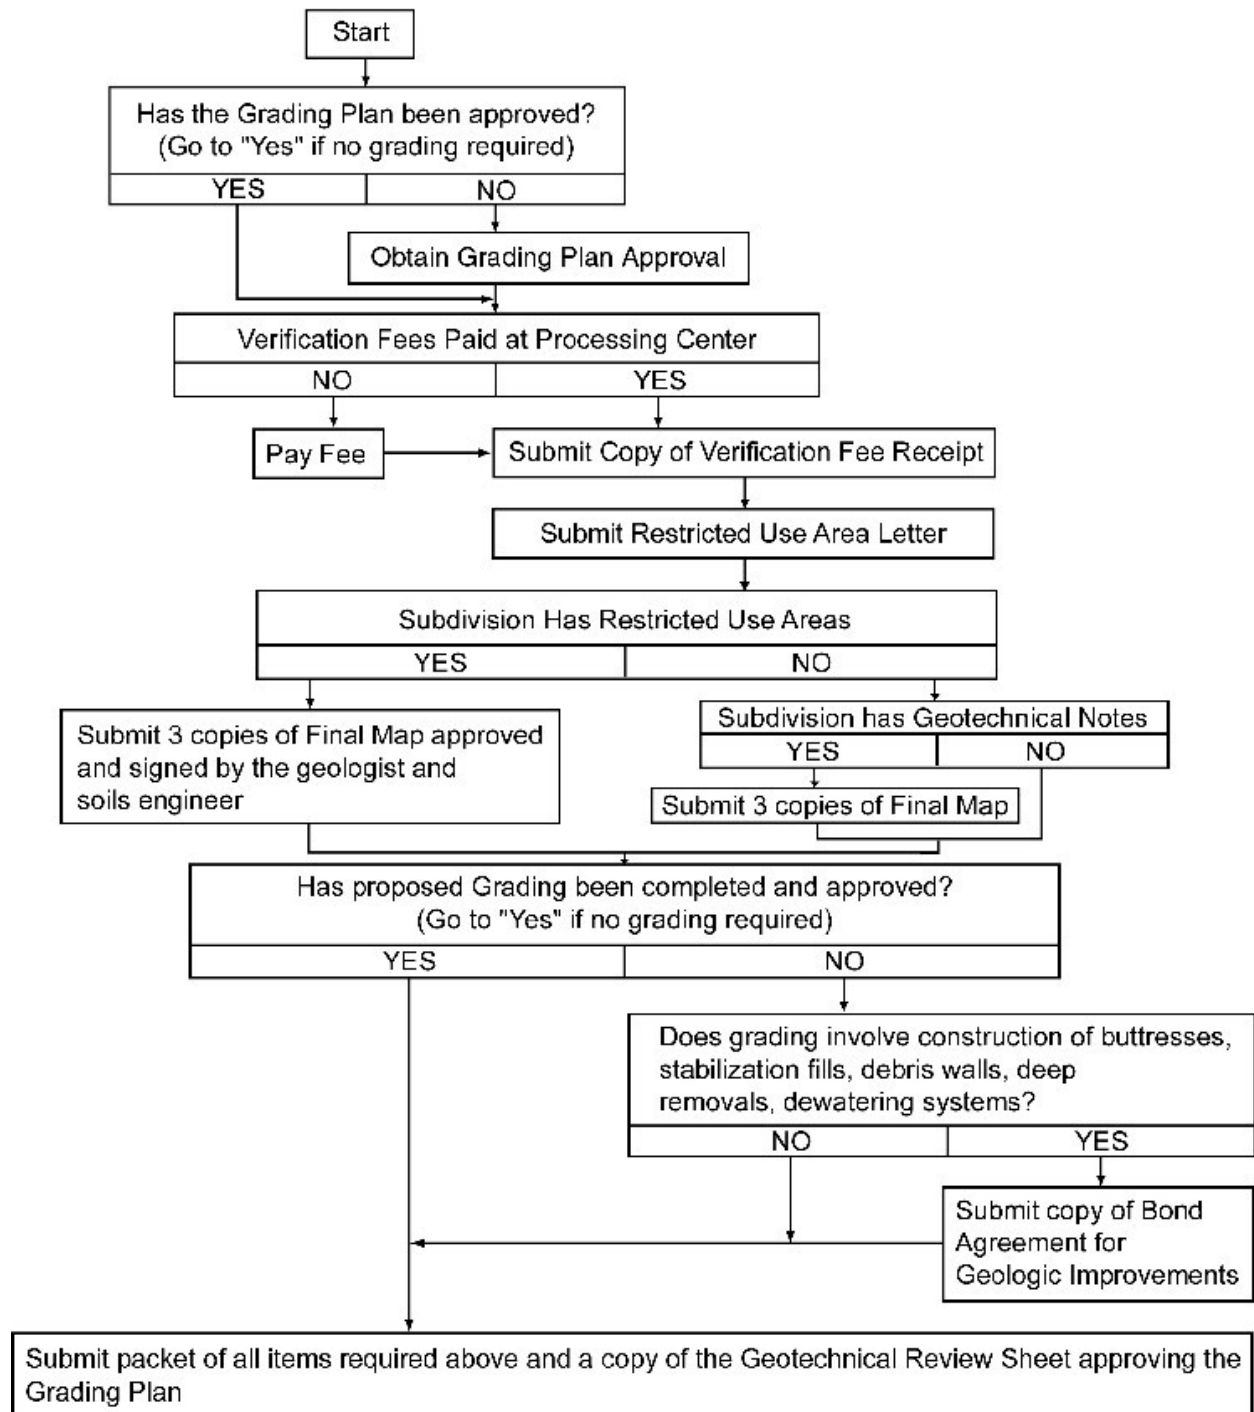 Start
Has the Grading Plan been approved?
(Go to "Yes" if no grading required)
YES
NO
Obtain Grading Plan Approval
Verification Fees Paid at Processing Center
NO
YES
Pay Fee
Submit Copy of Verification Fee Receipt
Submit Restricted Use Area Letter
Subdivision Has Restricted Use Areas
YES
NO
Submit 3 copies of Final Map approved
and signed by the geologist and
soils engineer
Subdivision has Geotechnical Notes
YES
NO
Submit 3 copies of Final Map
Has proposed Grading been completed and approved?
(Go to "Yes" if no grading required)
YES
NO
Does grading involve construction of buttresses,
stabilization fills, debris walls, deep
removals, dewatering systems?
NO
YES
Submit copy of Bond
Agreement for
Geologic Improvements
Submit packet of all items required above and a copy of the Geotechnical Review Sheet approving the
Grading Plan